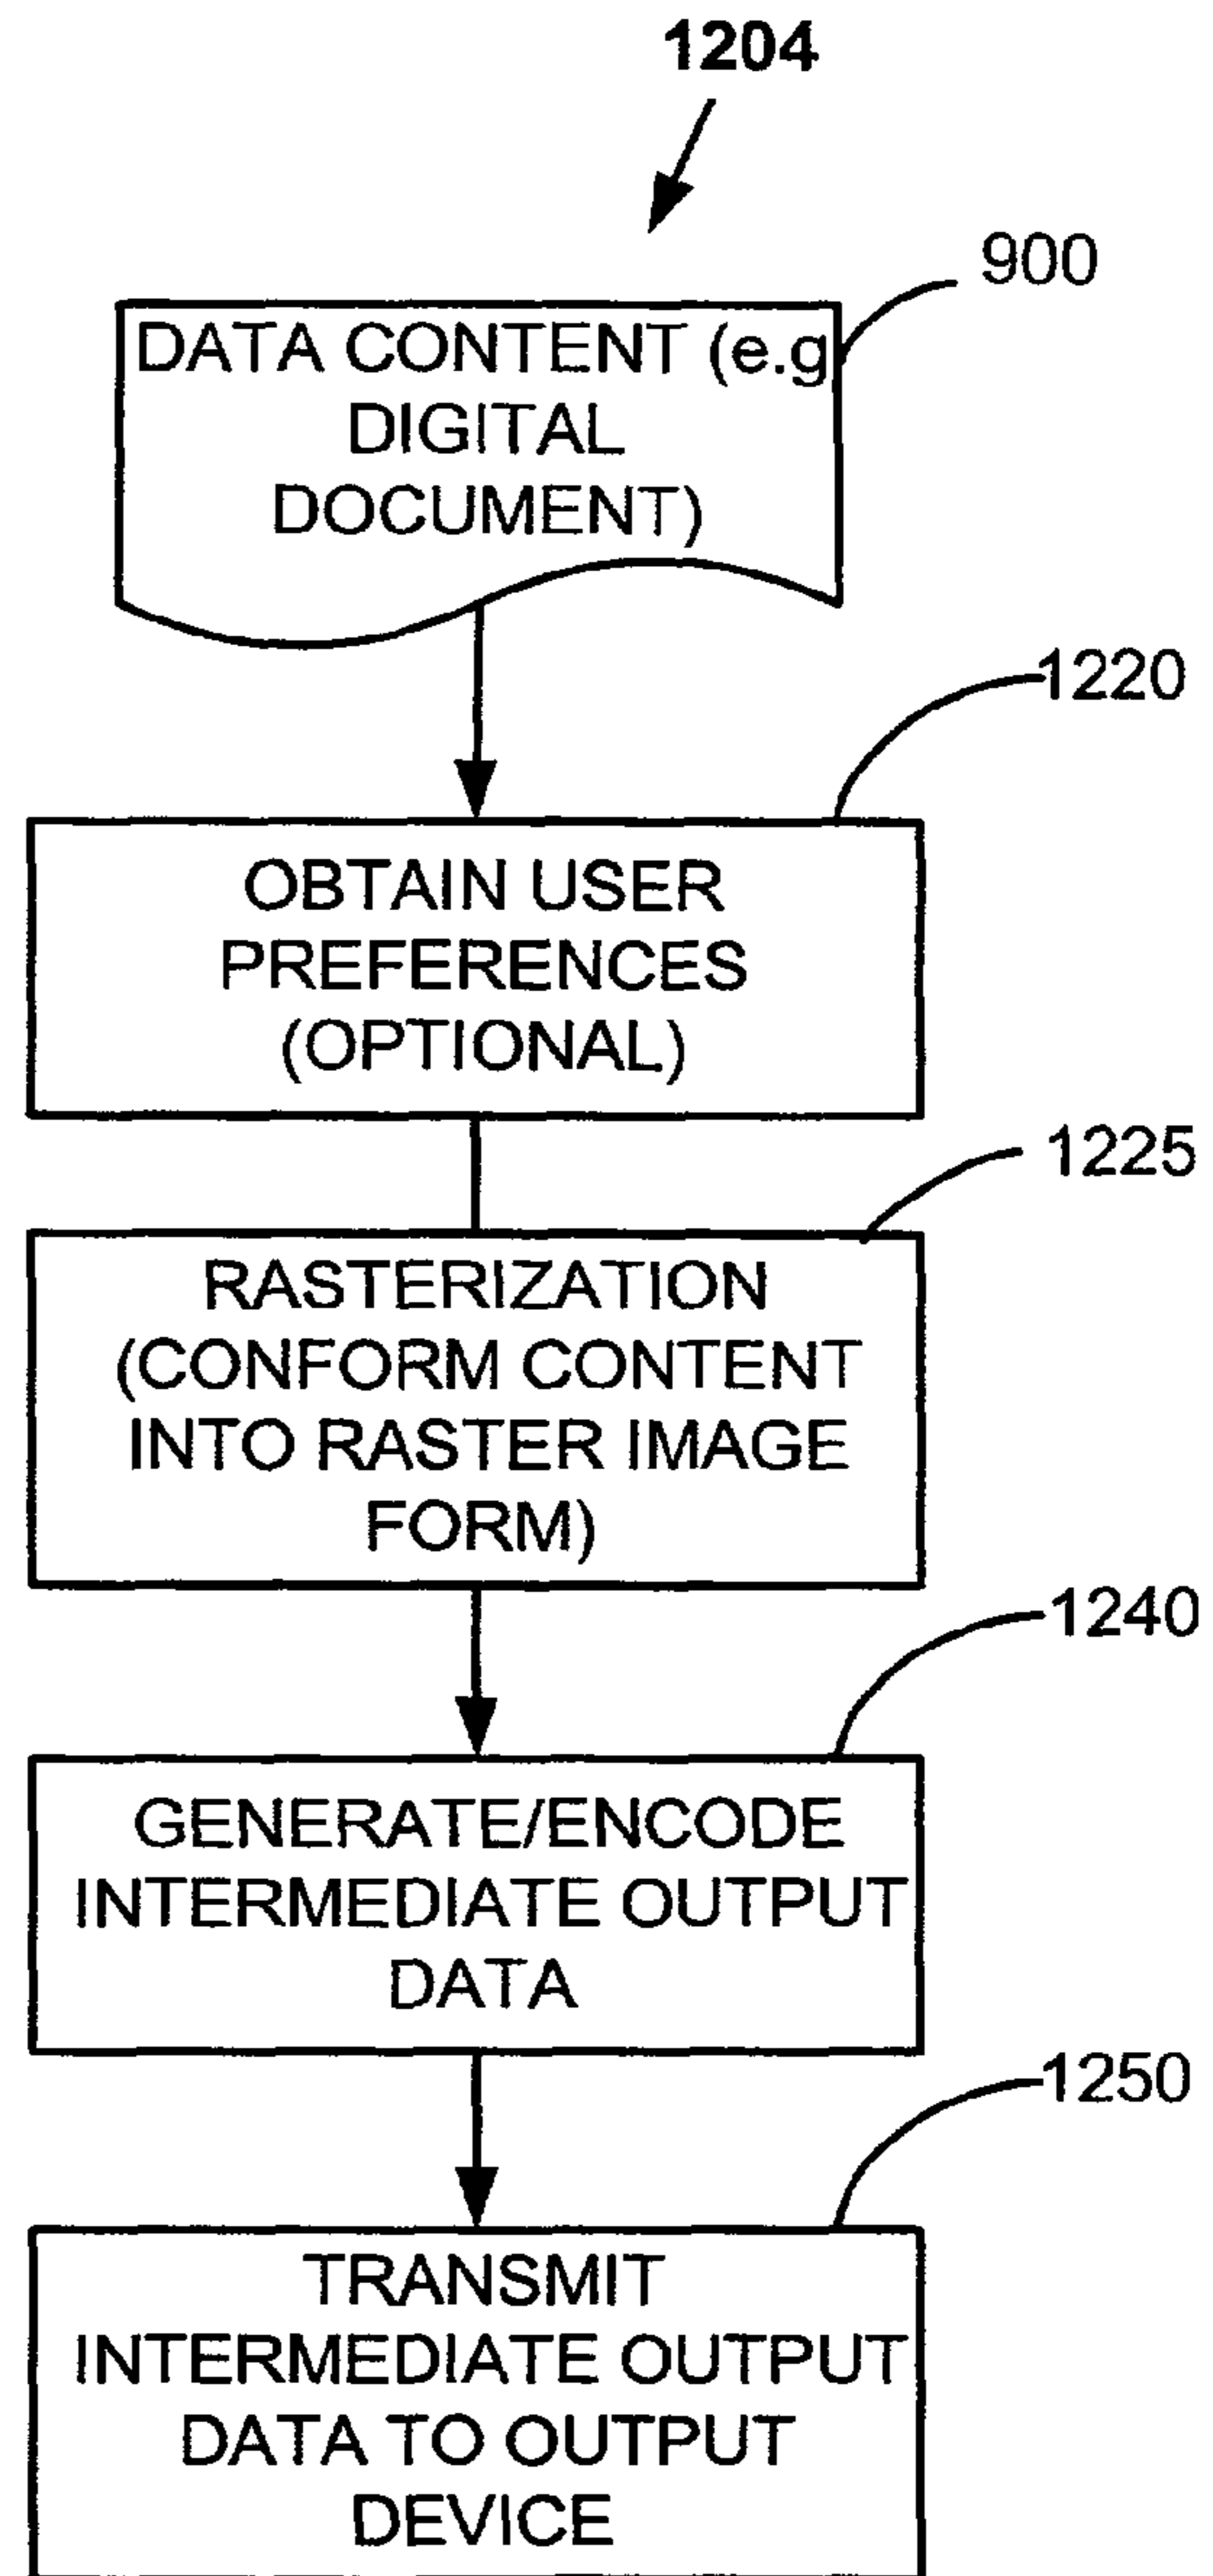 1204
900
DATA CONTENT (e.g
DIGITAL
DOCUMENT)
1220
OBTAIN USER
PREFERENCES
(OPTIONAL)
1225
RASTERIZATION
(CONFORM CONTENT
INTO RASTER IMAGE
FORM)
1240
GENERATE/ENCODE
INTERMEDIATE OUTPUT
DATA
1250
TRANSMIT
INTERMEDIATE OUTPUT
DATA TO OUTPUT
DEVICE